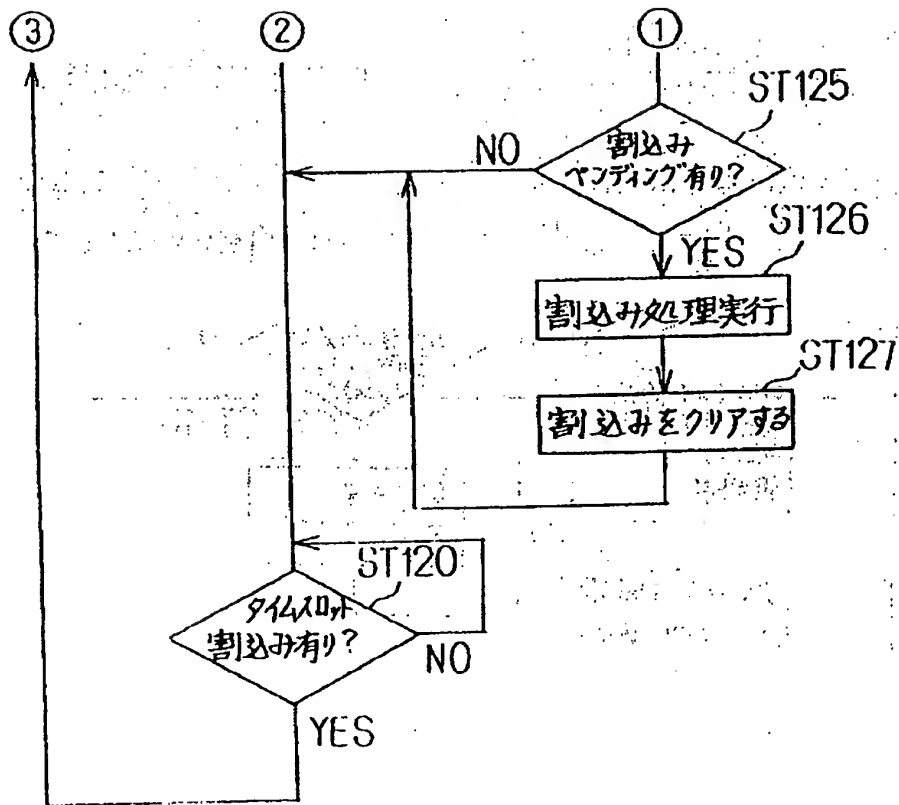 ③
②
①
ST125
割込み
ペンディング有り?
NO
YES
ST126
割込み処理実行
ST127
割込みをクリアする
ST120
タイムスロット
割込み有り?
NO
YES